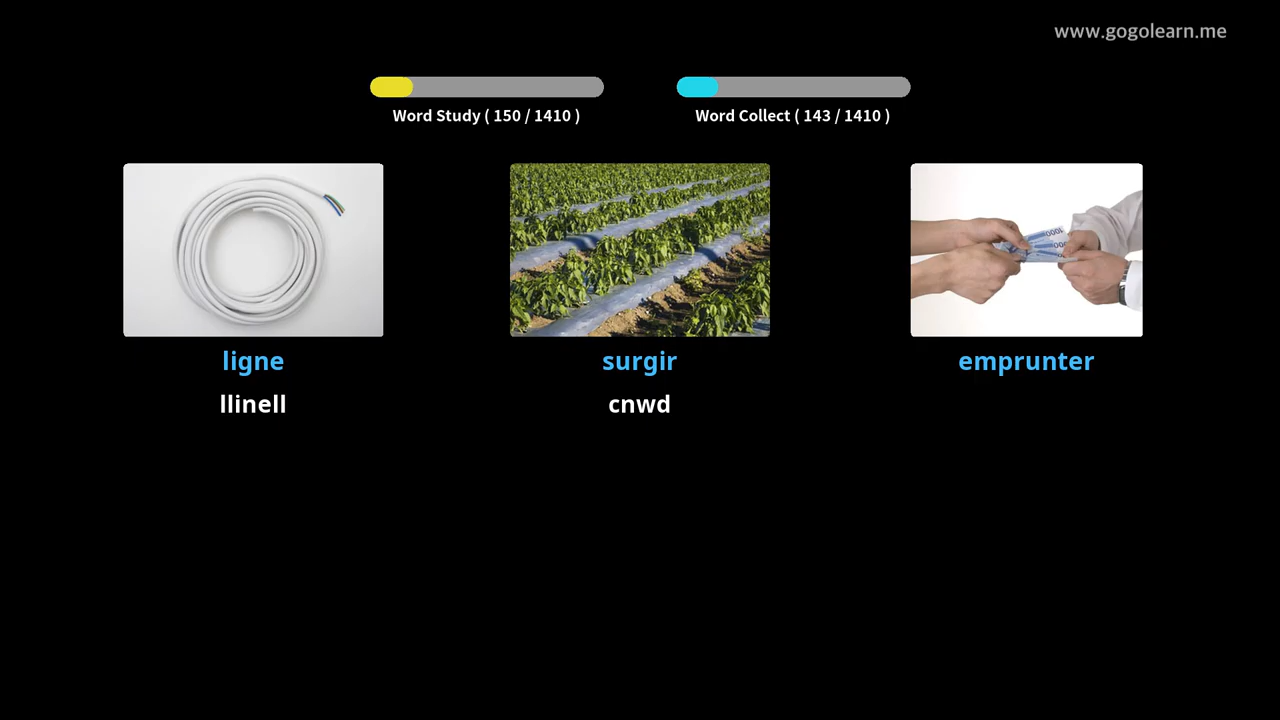 www.gogolearn.me
Word Study ( 150 / 1410 )
Word Collect ( 143 / 1410 )
ligne
surgir
emprunter
llinell
cnwd